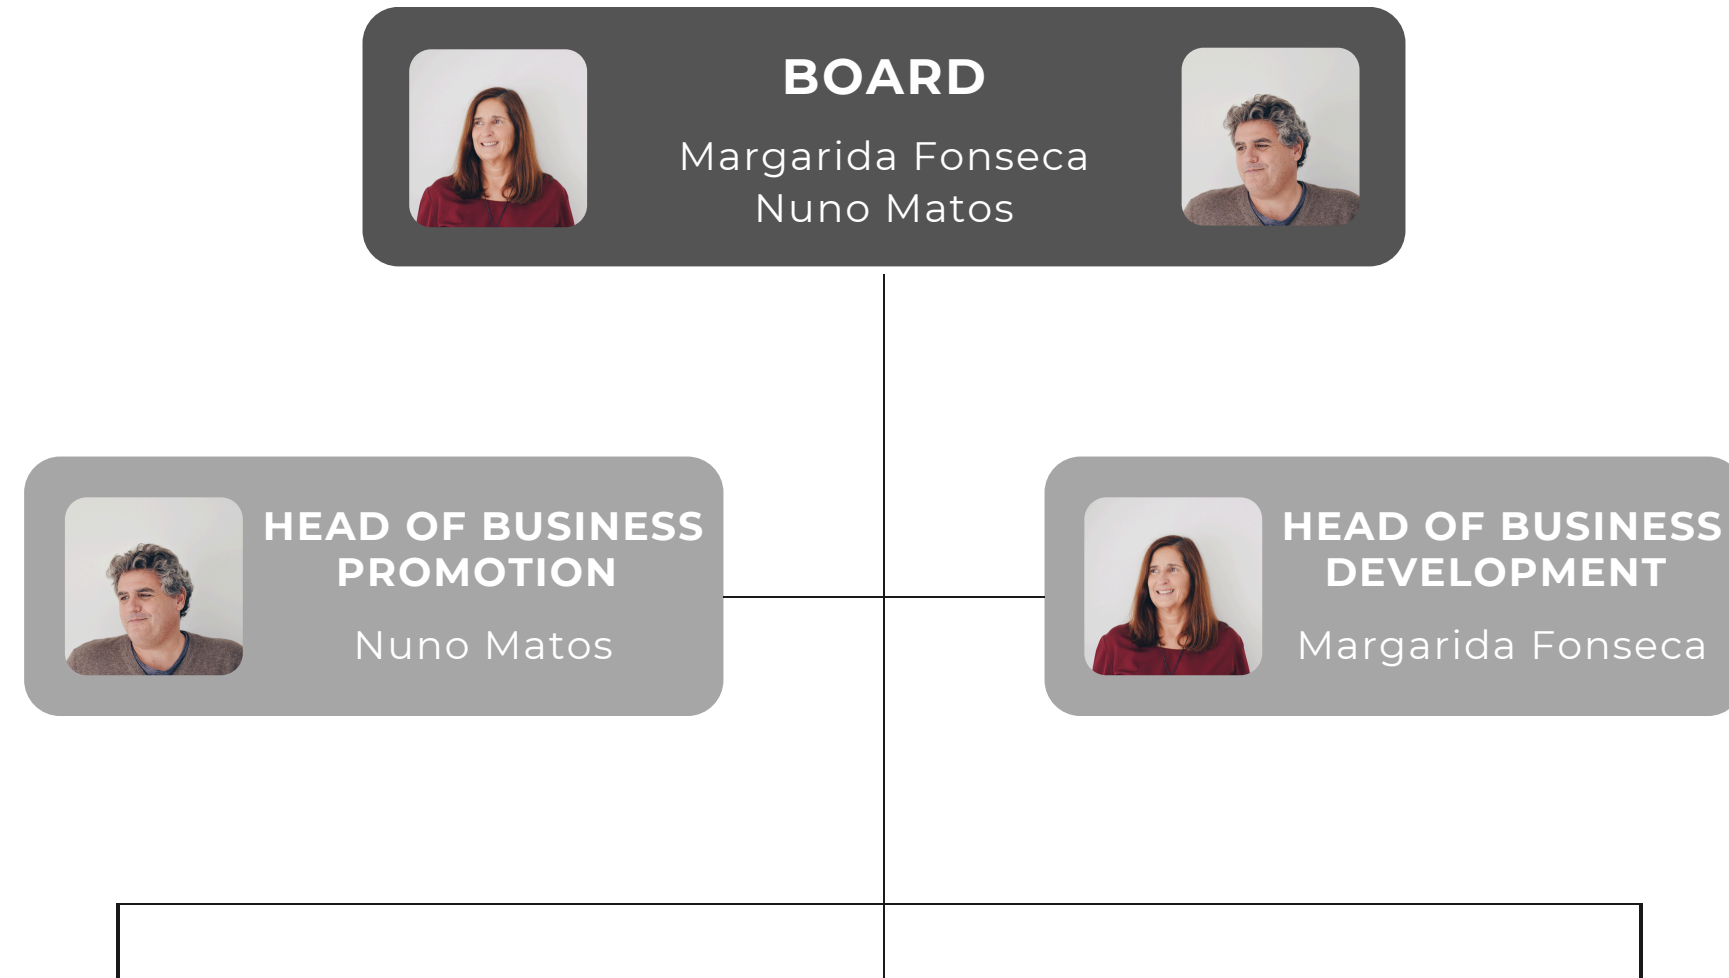 BOARD
Margarida Fonseca
Nuno Matos
HEAD OF BUSINESS
PROMOTION
Nuno Matos
HEAD OF BUSINESS
DEVELOPMENT
Margarida Fonseca